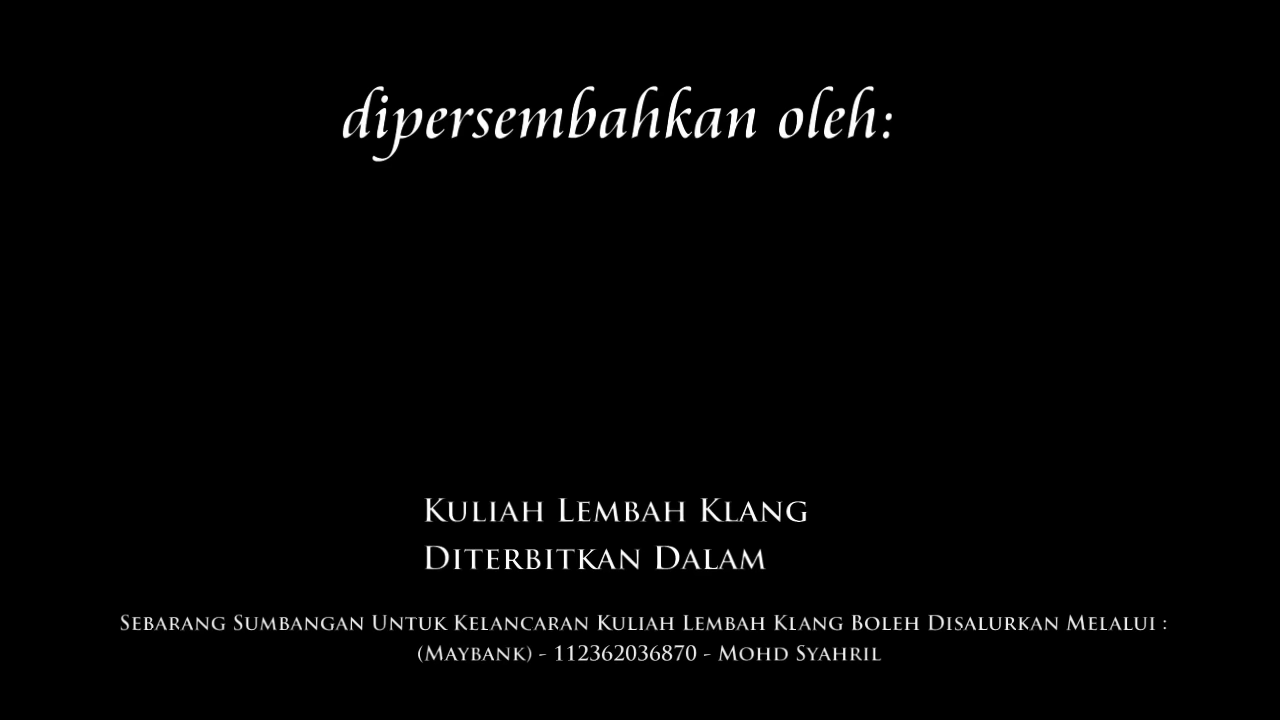 dipersembahkan oleh:
Kuliah Lembah Klang
Diterbitkan Dalam
Sebarang Sumbangan Untuk Kelancaran Kuliah Lembah Klang Boleh Disalurkan Melalui :
(Maybank) - 112362036870 - Mohd Syahril